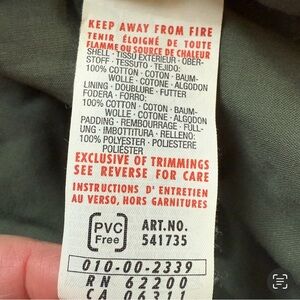 KEEP AWAY FROM FIRE
TENIR ÉLOIGNÉ DE TOUTE
FLAMME OU SOURCE DE CHALEUR
SHELL · TISSU EXTÉRIEUR · OBER-
STOFF · TESSUTO · TEJIDO:
100% COTTON · COTON · BAUM-
WOLLE · COTONE · ALGODON
LINING · DOUBLURE · FUTTER
FODERA · FORRO:
100% COTTON · COTON · BAUM-
WOLLE · COTONE · ALGODON
PADDING · REMBOURRAGE · FÜLL-
UNG · IMBOTTITURA · RELLENO:
100% POLYESTER · POLIESTERE
POLIÉSTER
EXCLUSIVE OF TRIMMINGS
SEE REVERSE FOR CARE
INSTRUCTIONS D' ENTRETIEN
AU VERSO, HORS GARNITURES
PVC Free
ART.NO.
541735
010-00-2339
RN 62200
CA 06311